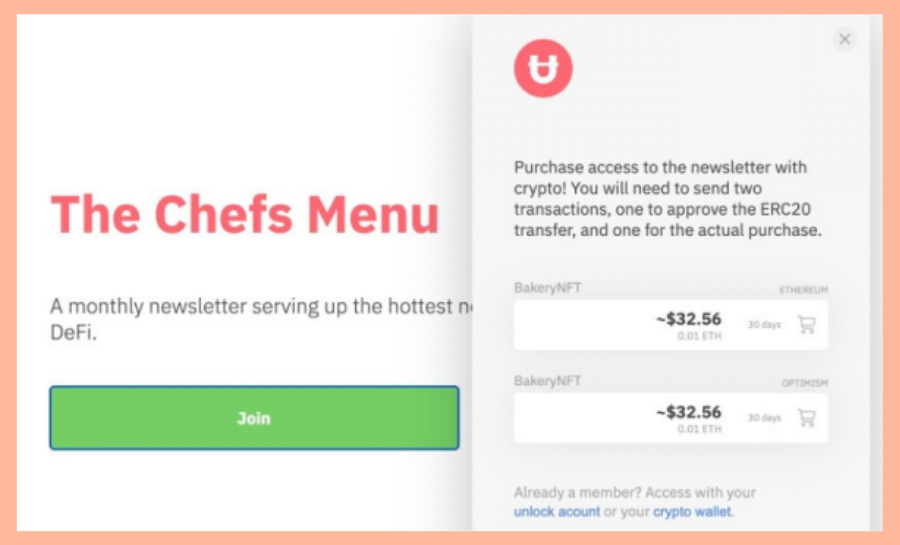 The Chefs Menu
A monthly newsletter serving up the hottest
DeFi.
Join
Purchase access to the newsletter with
crypto! You will need to send two
transactions, one to approve the ERC20
transfer, and one for the actual purchase.
BakeryNFT ETHEREUM
~$32.56 30 days
0.01 ETH
BakeryNFT OPTIMISM
~$32.56 30 days
0.01 ETH
Already a member? Access with your
unlock acount or your crypto wallet.